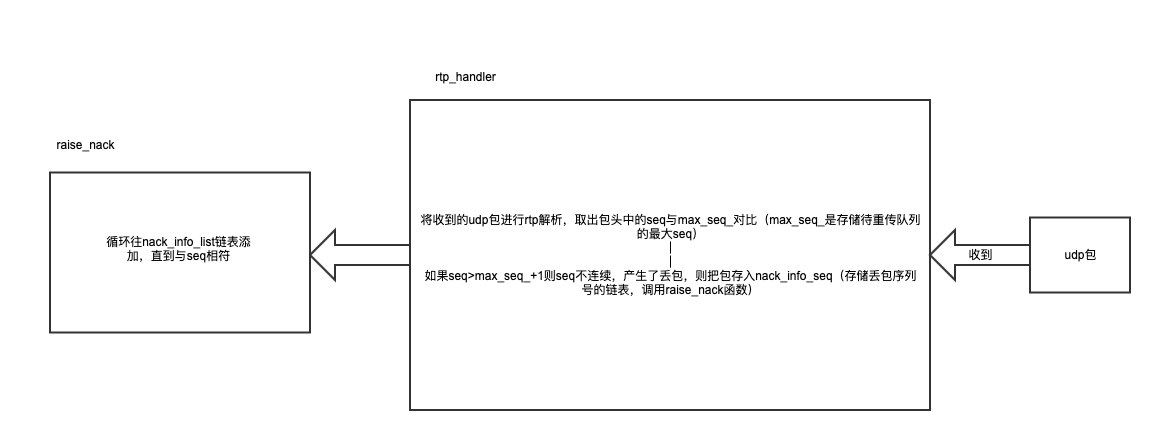 rtp_handler
raise_nack
循环往nack_info_list链表添
加，直到与seq相符
将收到的udp包进行rtp解析，取出包头中的seq与max_seq_对比（max_seq_是存储待重传队列
的最大seq）
|
|
如果seq>max_seq_+1则seq不连续，产生了丢包，则把包存入nack_info_seq（存储丢包序列
号的链表，调用raise_nack函数）
收到
udp包